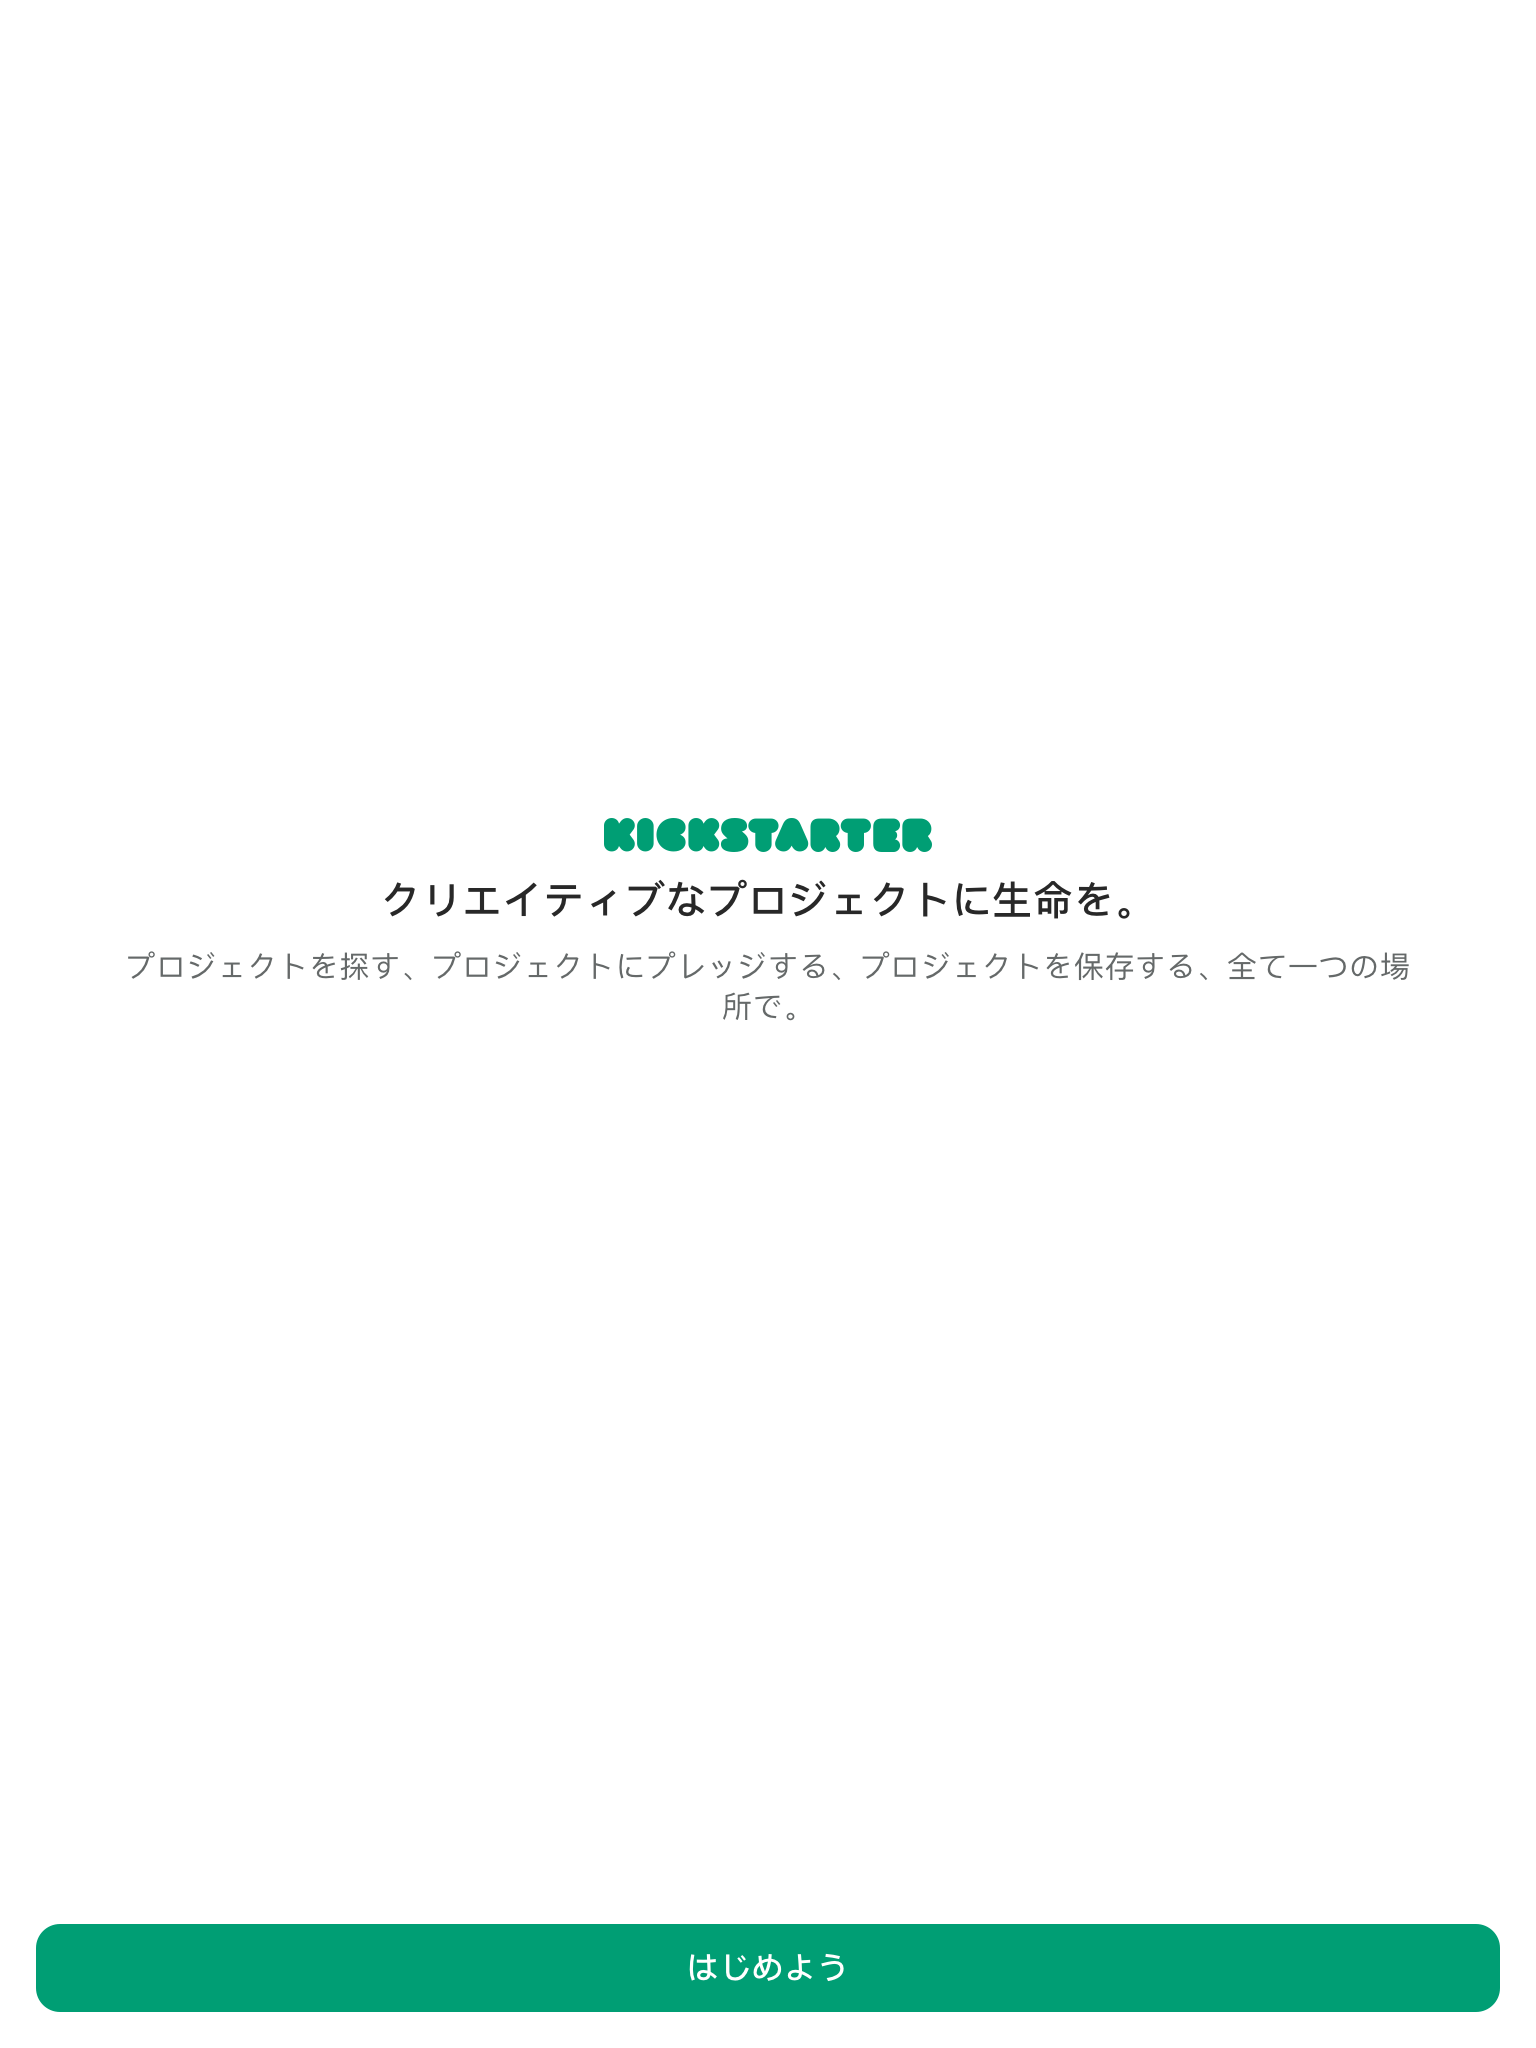 KICKSTARTER
クリエイティブなプロジェクトに生命を。
プロジェクトを探す、プロジェクトにプレッジする、プロジェクトを保存する、全て一つの場
所で。
はじめよう